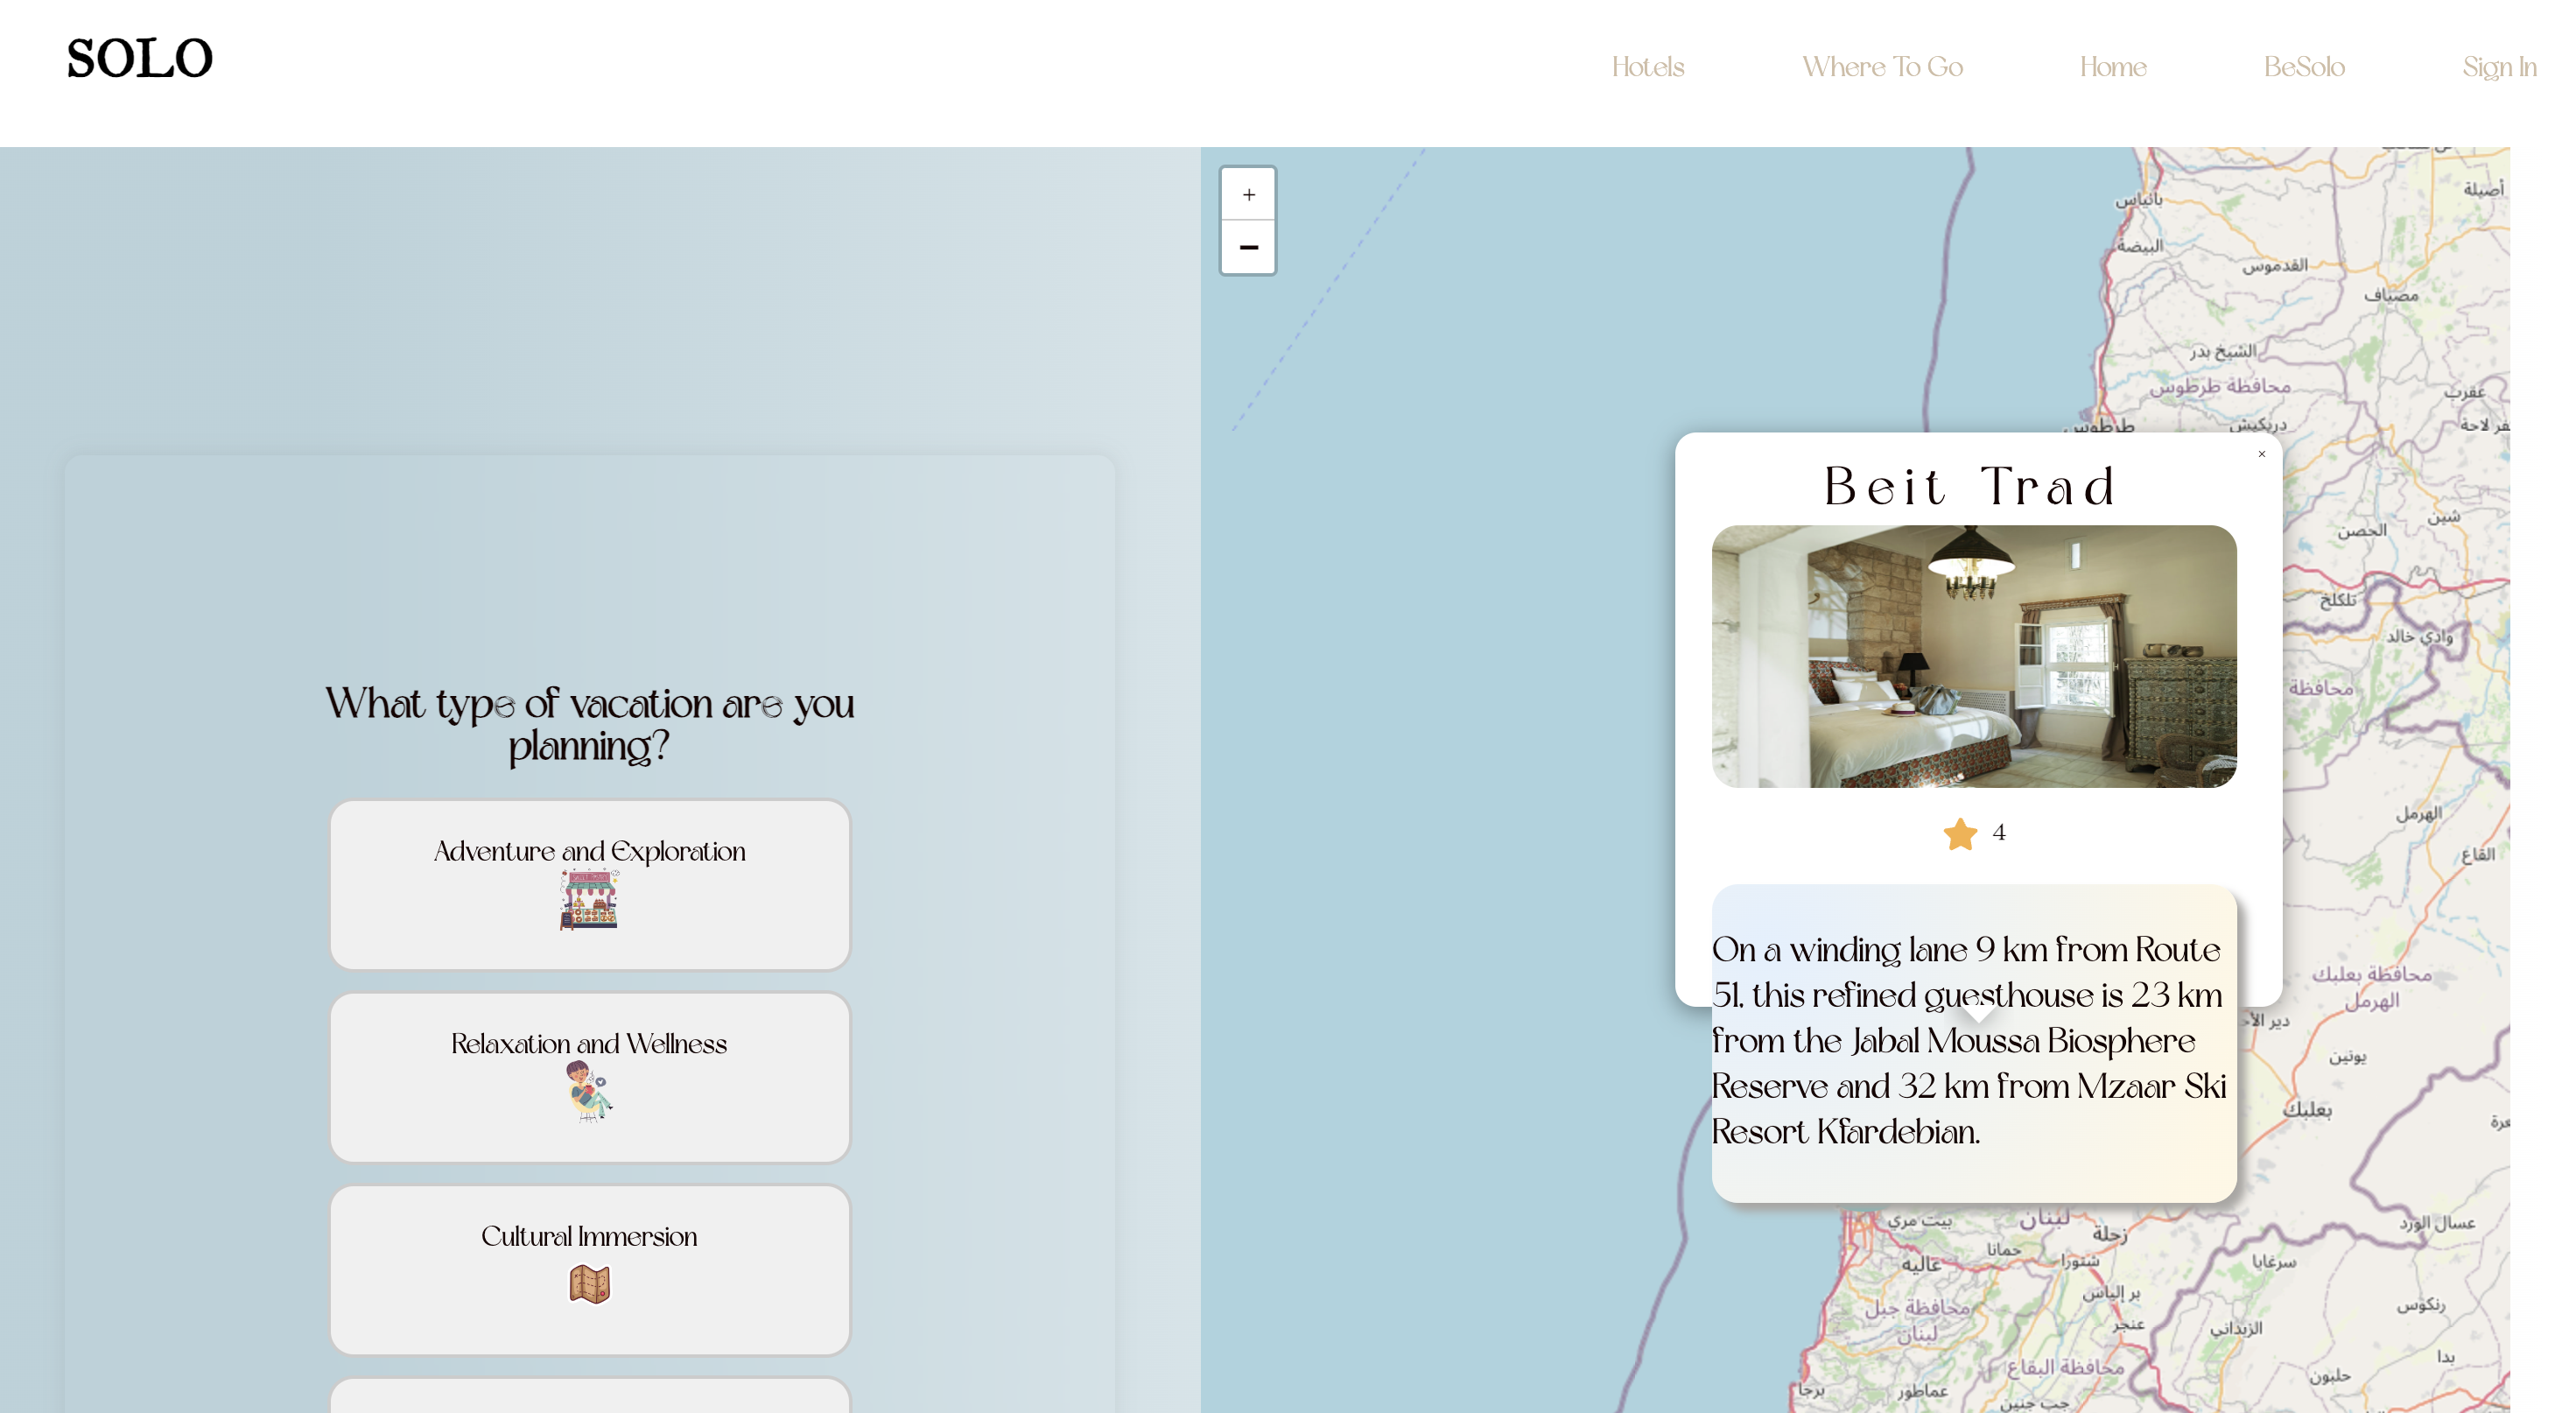 SOLO
Hotels
Where To Go
Home
BeSolo
Sign In
+
−
What type of vacation are you
planning?
Adventure and Exploration
Relaxation and Wellness
Cultural Immersion
×
Beit Trad
4
On a winding lane 9 km from Route
51, this refined guesthouse is 23 km
from the Jabal Moussa Biosphere
Reserve and 32 km from Mzaar Ski
Resort Kfardebian.
أصيلة
بانياس
البيضة
القدموس
مصياف
الشيخ بدر
محافظة طرطوس
عقرب
طرطوس
دريكيش
شين
الحصن
تلكلخ
وادي خالد
محافظة
الهرمل
القاع
محافظة بعلبك
الهرمل
يونين
بعلبك
بيت مري
لبنان
زحلة
عسال الورد
حمانا
عاليه
شتورا
سرغايا
بر إلياس
محافظة جبل
لبنان
رنكوس
عنجر
الزبداني
بدا
محافظة البقاع
حلبون
برجا
عماطور
جب جنين